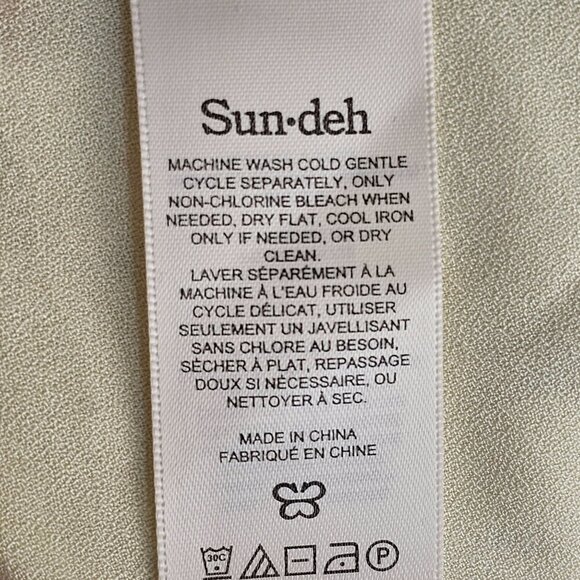 Sun·deh
MACHINE WASH COLD GENTLE
CYCLE SEPARATELY, ONLY
NON-CHLORINE BLEACH WHEN
NEEDED, DRY FLAT, COOL IRON
ONLY IF NEEDED, OR DRY
CLEAN.
LAVER SÉPARÉMENT À LA
MACHINE À L'EAU FROIDE AU
CYCLE DÉLICAT, UTILISER
SEULEMENT UN JAVELLISANT
SANS CHLORE AU BESOIN,
SÉCHER À PLAT, REPASSAGE
DOUX SI NÉCESSAIRE, OU
NETTOYER À SEC.
MADE IN CHINA
FABRIQUÉ EN CHINE
30C P